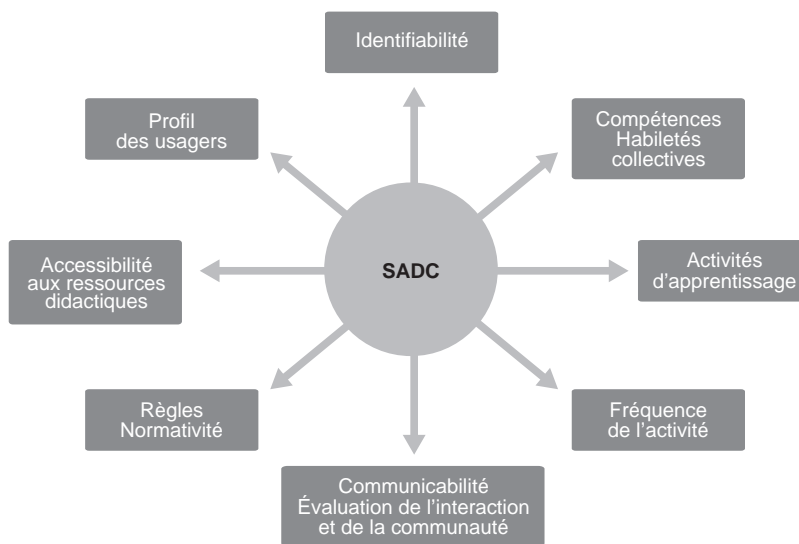 Identifiabilité
Profil
des usagers
Compétences
Habiletés
collectives
Accessibilité
aux ressources
didactiques
SADC
Activités
d’apprentissage
Règles
Normativité
Fréquence
de l’activité
Communicabilité
Évaluation de l’interaction
et de la communauté